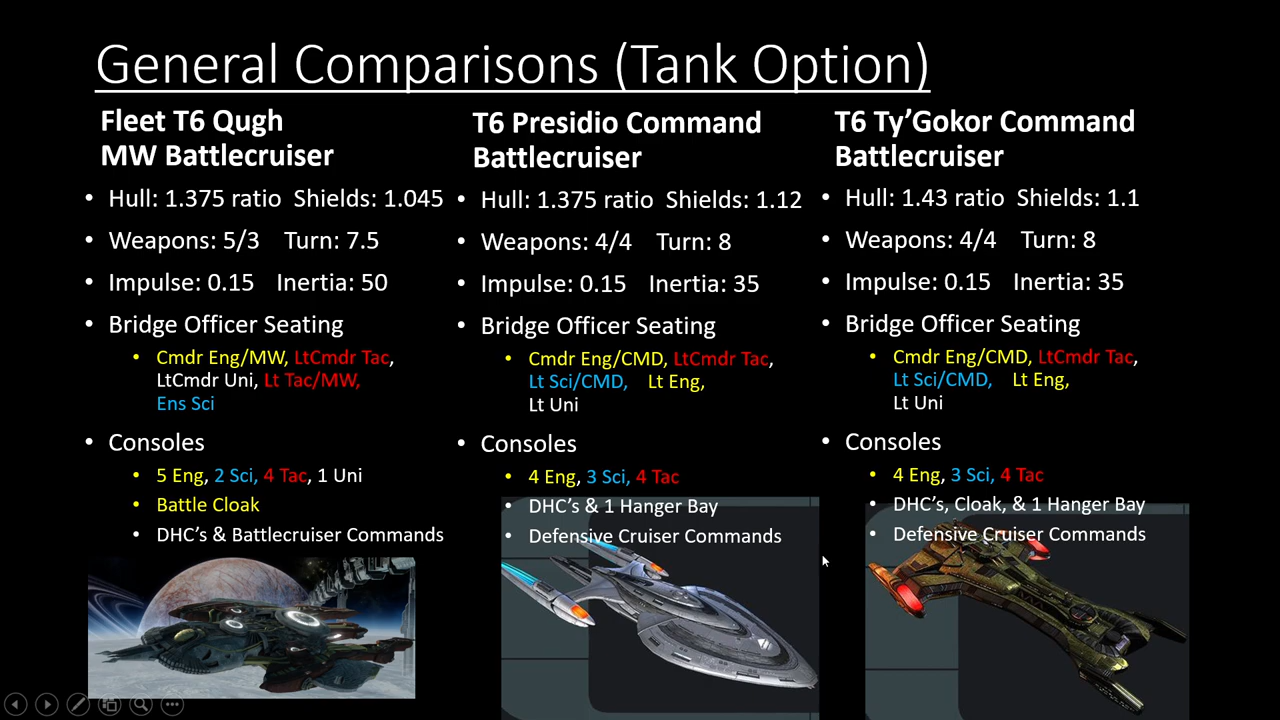 General Comparisons (Tank Option)
Fleet T6 Qugh
MW Battlecruiser
• Hull: 1.375 ratio Shields: 1.045
• Weapons: 5/3 Turn: 7.5
• Impulse: 0.15 Inertia: 50
• Bridge Officer Seating
• Cmdr Eng/MW, LtCmdr Tac,
LtCmdr Uni, Lt Tac/MW,
Ens Sci
• Consoles
• 5 Eng, 2 Sci, 4 Tac, 1 Uni
• Battle Cloak
• DHC's & Battlecruiser Commands
T6 Presidio Command
Battlecruiser
• Hull: 1.375 ratio Shields: 1.12
• Weapons: 4/4 Turn: 8
• Impulse: 0.15 Inertia: 35
• Bridge Officer Seating
• Cmdr Eng/CMD, LtCmdr Tac,
Lt Sci/CMD, Lt Eng,
Lt Uni
• Consoles
• 4 Eng, 3 Sci, 4 Tac
• DHC's & 1 Hanger Bay
• Defensive Cruiser Commands
T6 Ty'Gokor Command
Battlecruiser
• Hull: 1.43 ratio Shields: 1.1
• Weapons: 4/4 Turn: 8
• Impulse: 0.15 Inertia: 35
• Bridge Officer Seating
• Cmdr Eng/CMD, LtCmdr Tac,
Lt Sci/CMD, Lt Eng,
Lt Uni
• Consoles
• 4 Eng, 3 Sci, 4 Tac
• DHC's, Cloak, & 1 Hanger Bay
• Defensive Cruiser Commands